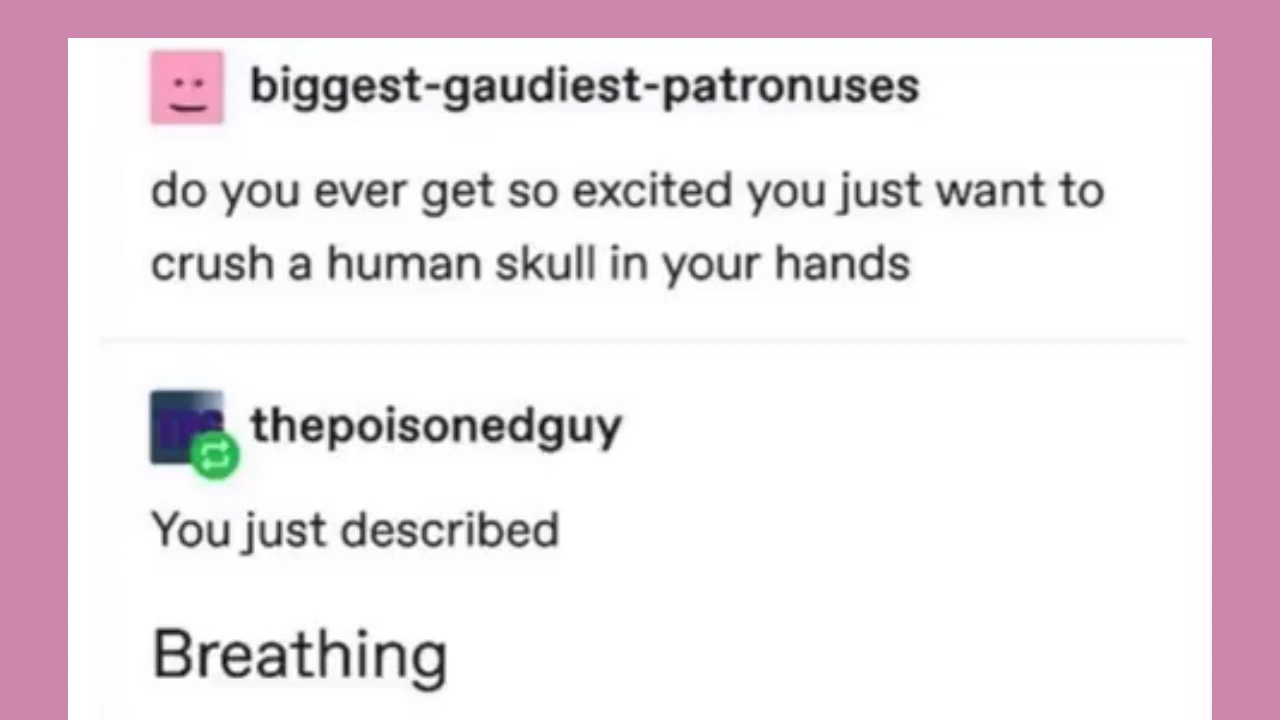 biggest-gaudiest-patronuses
do you ever get so excited you just want to
crush a human skull in your hands
thepoisonedguy
You just described
Breathing